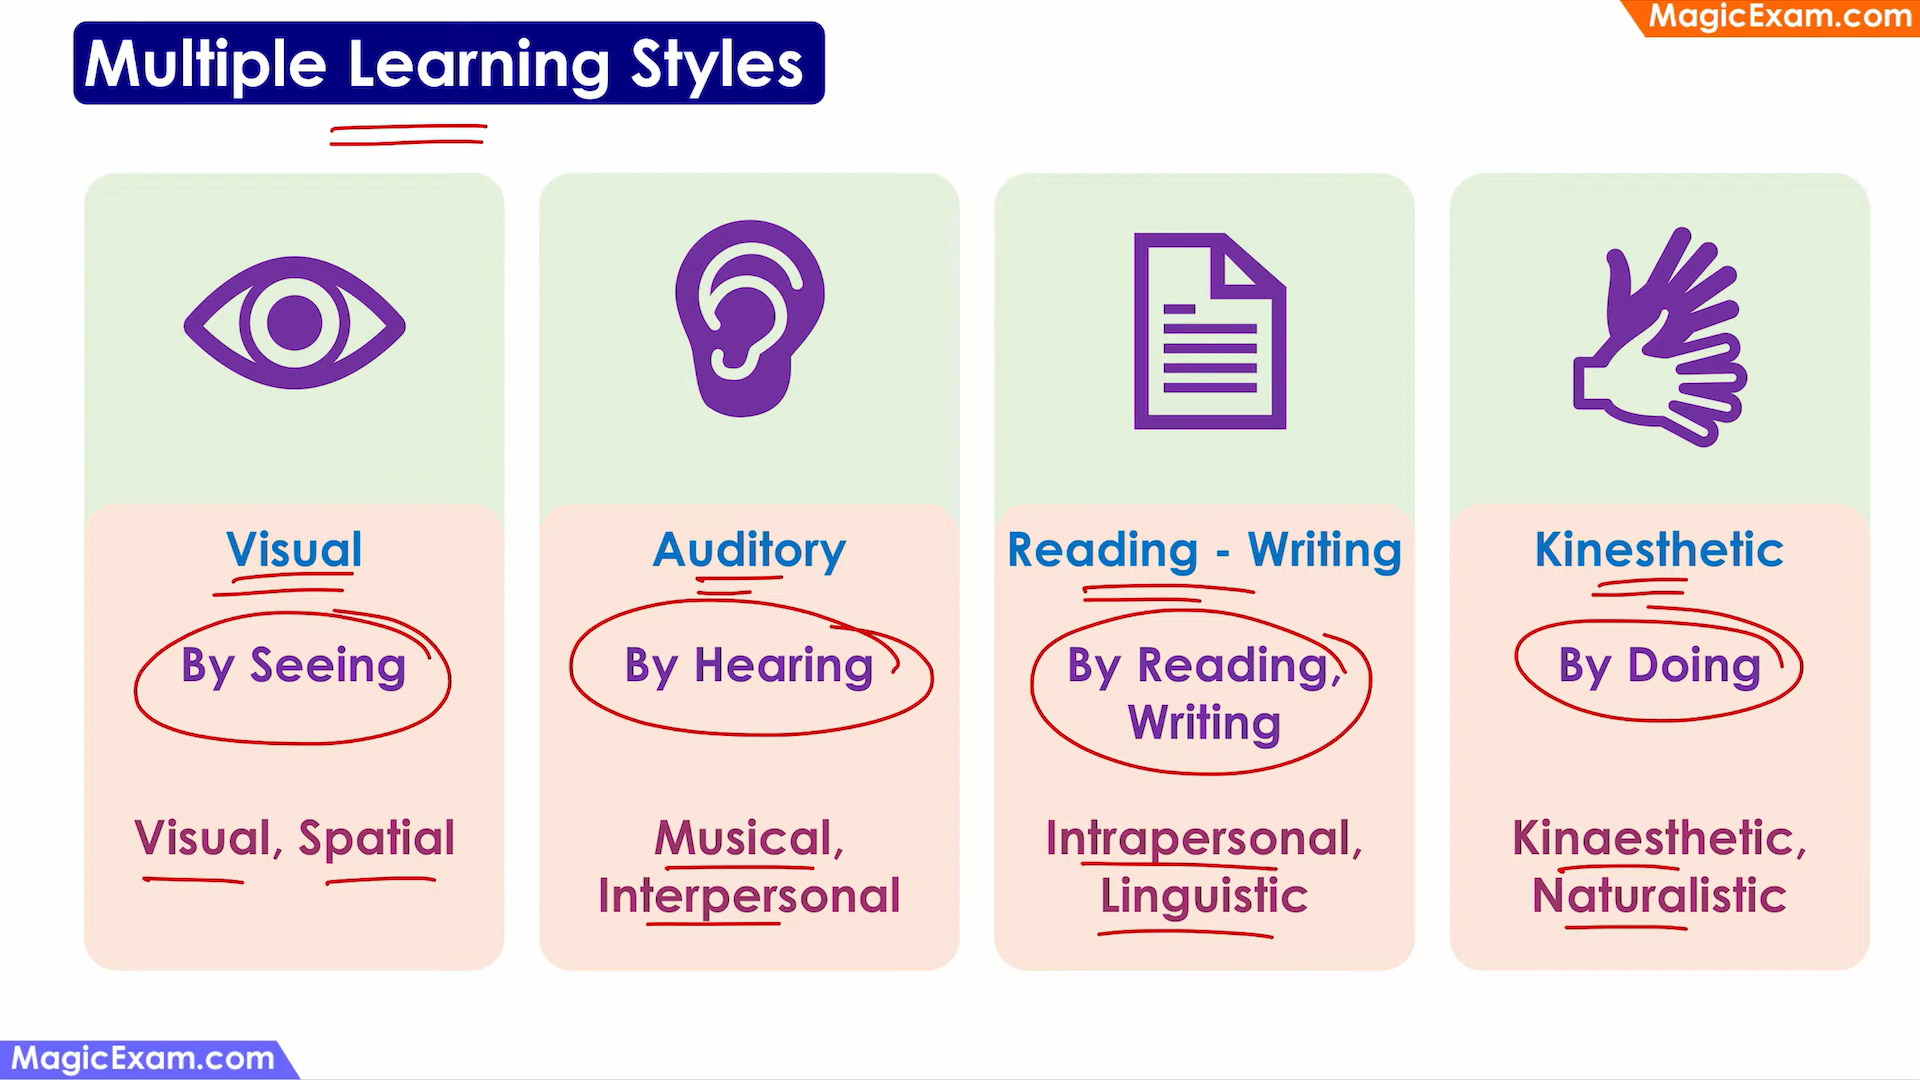 MagicExam.com
Multiple Learning Styles
Visual
By Seeing
Visual, Spatial
Auditory
By Hearing
Musical,
Interpersonal
Reading - Writing
By Reading,
Writing
Intrapersonal,
Linguistic
Kinesthetic
By Doing
Kinaesthetic,
Naturalistic
MagicExam.com